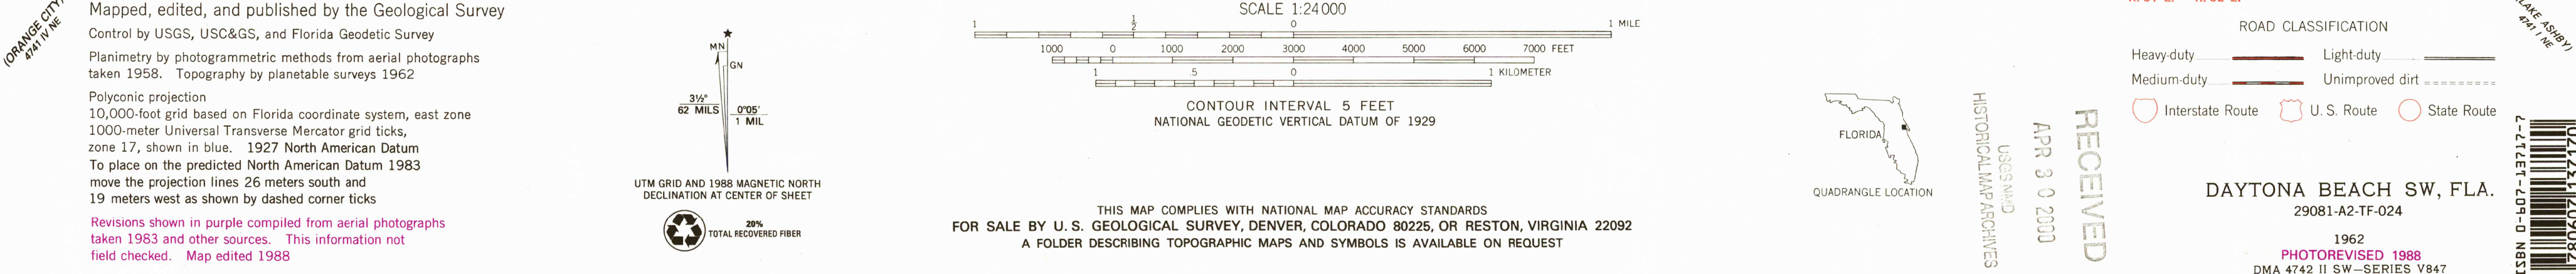 (ORANGE CITY)
4741 IV NE
Mapped, edited, and published by the Geological Survey
Control by USGS, USC&GS, and Florida Geodetic Survey
Planimetry by photogrammetric methods from aerial photographs
taken 1958. Topography by planetable surveys 1962
Polyconic projection
10,000-foot grid based on Florida coordinate system, east zone
1000-meter Universal Transverse Mercator grid ticks,
zone 17, shown in blue. 1927 North American Datum
To place on the predicted North American Datum 1983
move the projection lines 26 meters south and
19 meters west as shown by dashed corner ticks
Revisions shown in purple compiled from aerial photographs
taken 1983 and other sources. This information not
field checked. Map edited 1988
MN
GN
3½°
62 MILS
0°05′
1 MIL
UTM GRID AND 1988 MAGNETIC NORTH
DECLINATION AT CENTER OF SHEET
20%
TOTAL RECOVERED FIBER
SCALE 1:24 000
1 ½ 0 1 MILE
1000 0 1000 2000 3000 4000 5000 6000 7000 FEET
1 .5 0 1 KILOMETER
CONTOUR INTERVAL 5 FEET
NATIONAL GEODETIC VERTICAL DATUM OF 1929
THIS MAP COMPLIES WITH NATIONAL MAP ACCURACY STANDARDS
FOR SALE BY U. S. GEOLOGICAL SURVEY, DENVER, COLORADO 80225, OR RESTON, VIRGINIA 22092
A FOLDER DESCRIBING TOPOGRAPHIC MAPS AND SYMBOLS IS AVAILABLE ON REQUEST
FLORIDA
QUADRANGLE LOCATION
HISTORICAL MAP ARCHIVES
USGS NMD
APR 30 2000
RECEIVED
ROAD CLASSIFICATION
Heavy-duty
Light-duty
Medium-duty
Unimproved dirt
Interstate Route
U. S. Route
State Route
(LAKE ASHBY)
4741 I NE
DAYTONA BEACH SW, FLA.
29081-A2-TF-024
1962
PHOTOREVISED 1988
DMA 4742 II SW—SERIES V847
ISBN 0-607-13717-7